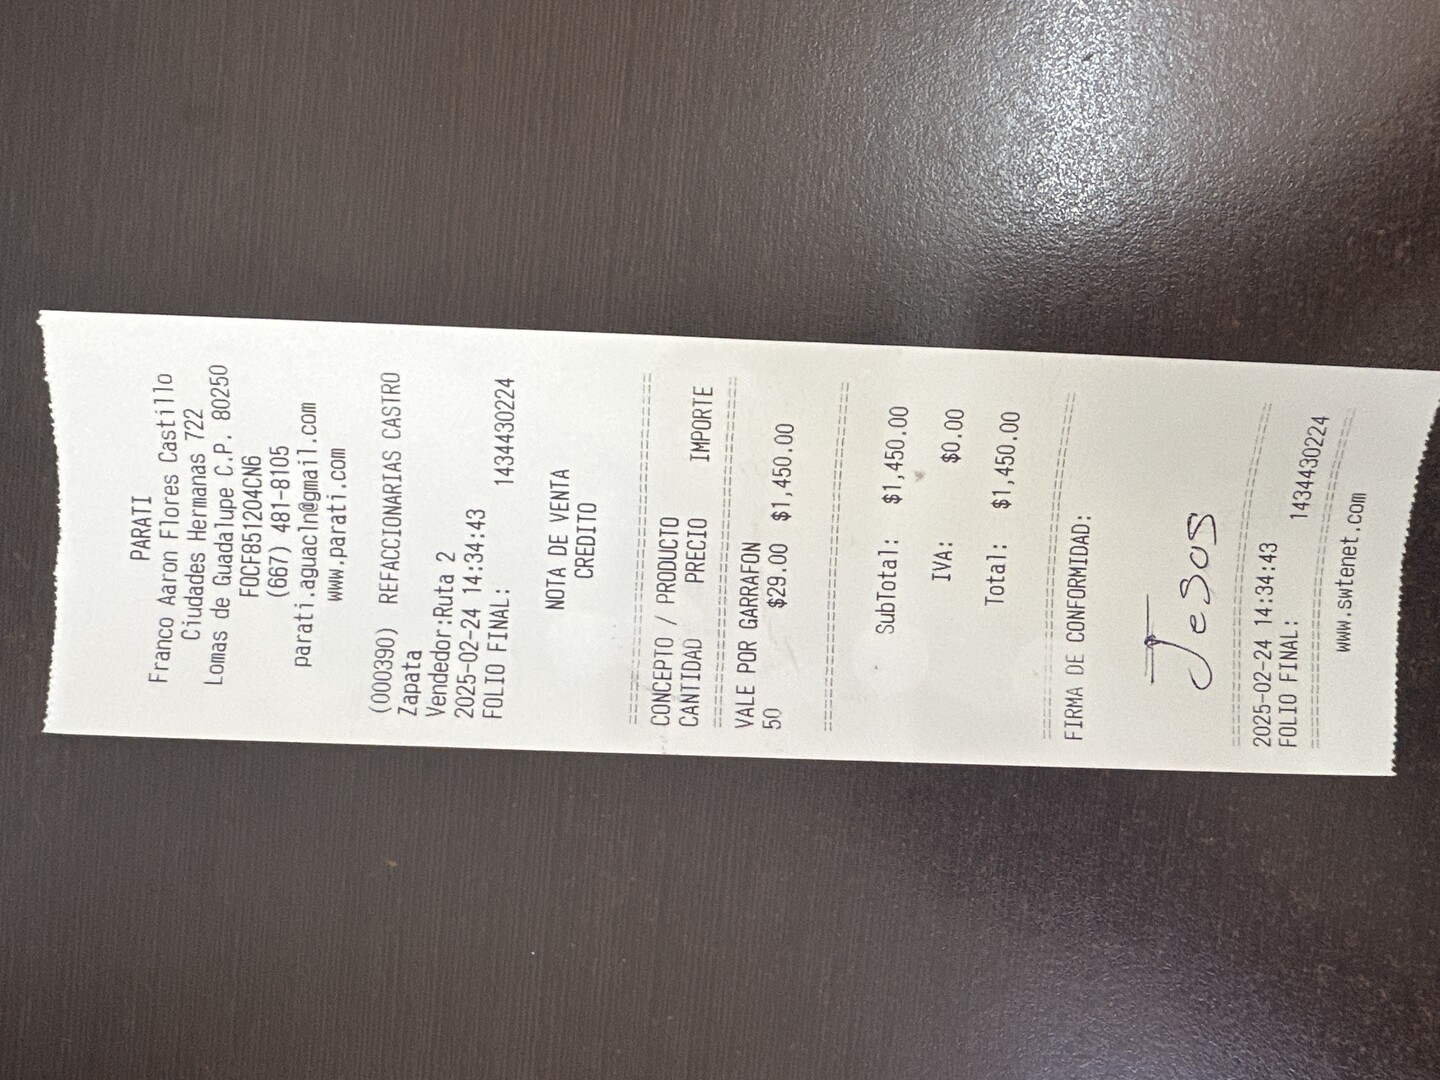 PARATI
Franco Aaron Flores Castillo
Ciudades Hermanas 722
Lomas de Guadalupe C.P. 80250
FOCF851204CN6
(667) 481-8105
parati.aguacln@gmail.com
www.parati.com
(000390) REFACCIONARIAS CASTRO
Zapata
Vendedor:Ruta 2
2025-02-24 14:34:43
FOLIO FINAL: 1434430224
NOTA DE VENTA
CREDITO
CONCEPTO / PRODUCTO
CANTIDAD PRECIO IMPORTE
VALE POR GARRAFON
50 $29.00 $1,450.00
SubTotal: $1,450.00
IVA: $0.00
Total: $1,450.00
FIRMA DE CONFORMIDAD:
Jesus
2025-02-24 14:34:43
FOLIO FINAL: 1434430224
www.swtenet.com